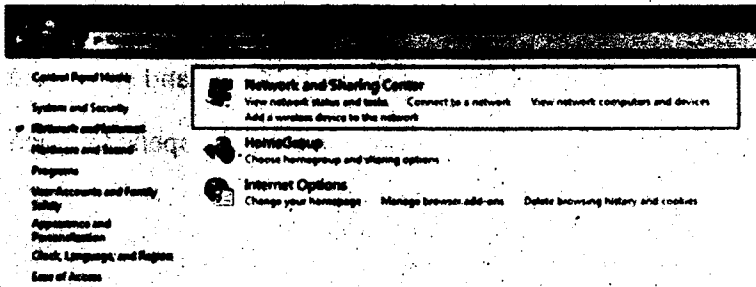 Control Panel Home
System and Security
Network and Internet
Hardware and Sound
Programs
User Accounts and Family
Safety
Appearance and
Personalization
Clock, Language, and Region
Ease of Access
Network and Sharing Center
View network status and tasks Connect to a network View network computers and devices
Add a wireless device to the network
HomeGroup
Choose homegroup and sharing options
Internet Options
Change your homepage Manage browser add-ons Delete browsing history and cookies